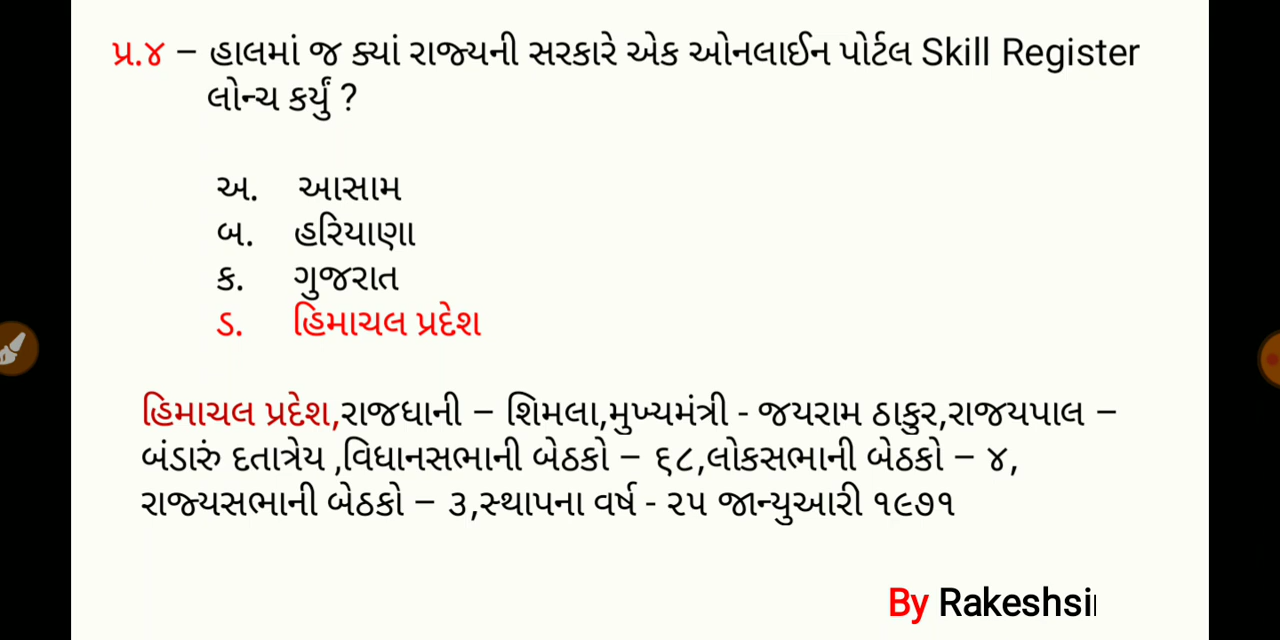 પ્ર.૪ – હાલમાં જ ક્યાં રાજ્યની સરકારે એક ઓનલાઈન પોર્ટલ Skill Register
લોન્ચ કર્યું ?
અ. આસામ
બ. હરિયાણા
ક. ગુજરાત
ડ. હિમાચલ પ્રદેશ
હિમાચલ પ્રદેશ,રાજધાની – શિમલા,મુખ્યમંત્રી - જયરામ ઠાકુર,રાજયપાલ –
બંડારું દતાત્રેય ,વિધાનસભાની બેઠકો – ૬૮,લોકસભાની બેઠકો – ૪,
રાજ્યસભાની બેઠકો – ૩,સ્થાપના વર્ષ - ૨૫ જાન્યુઆરી ૧૯૭૧
By